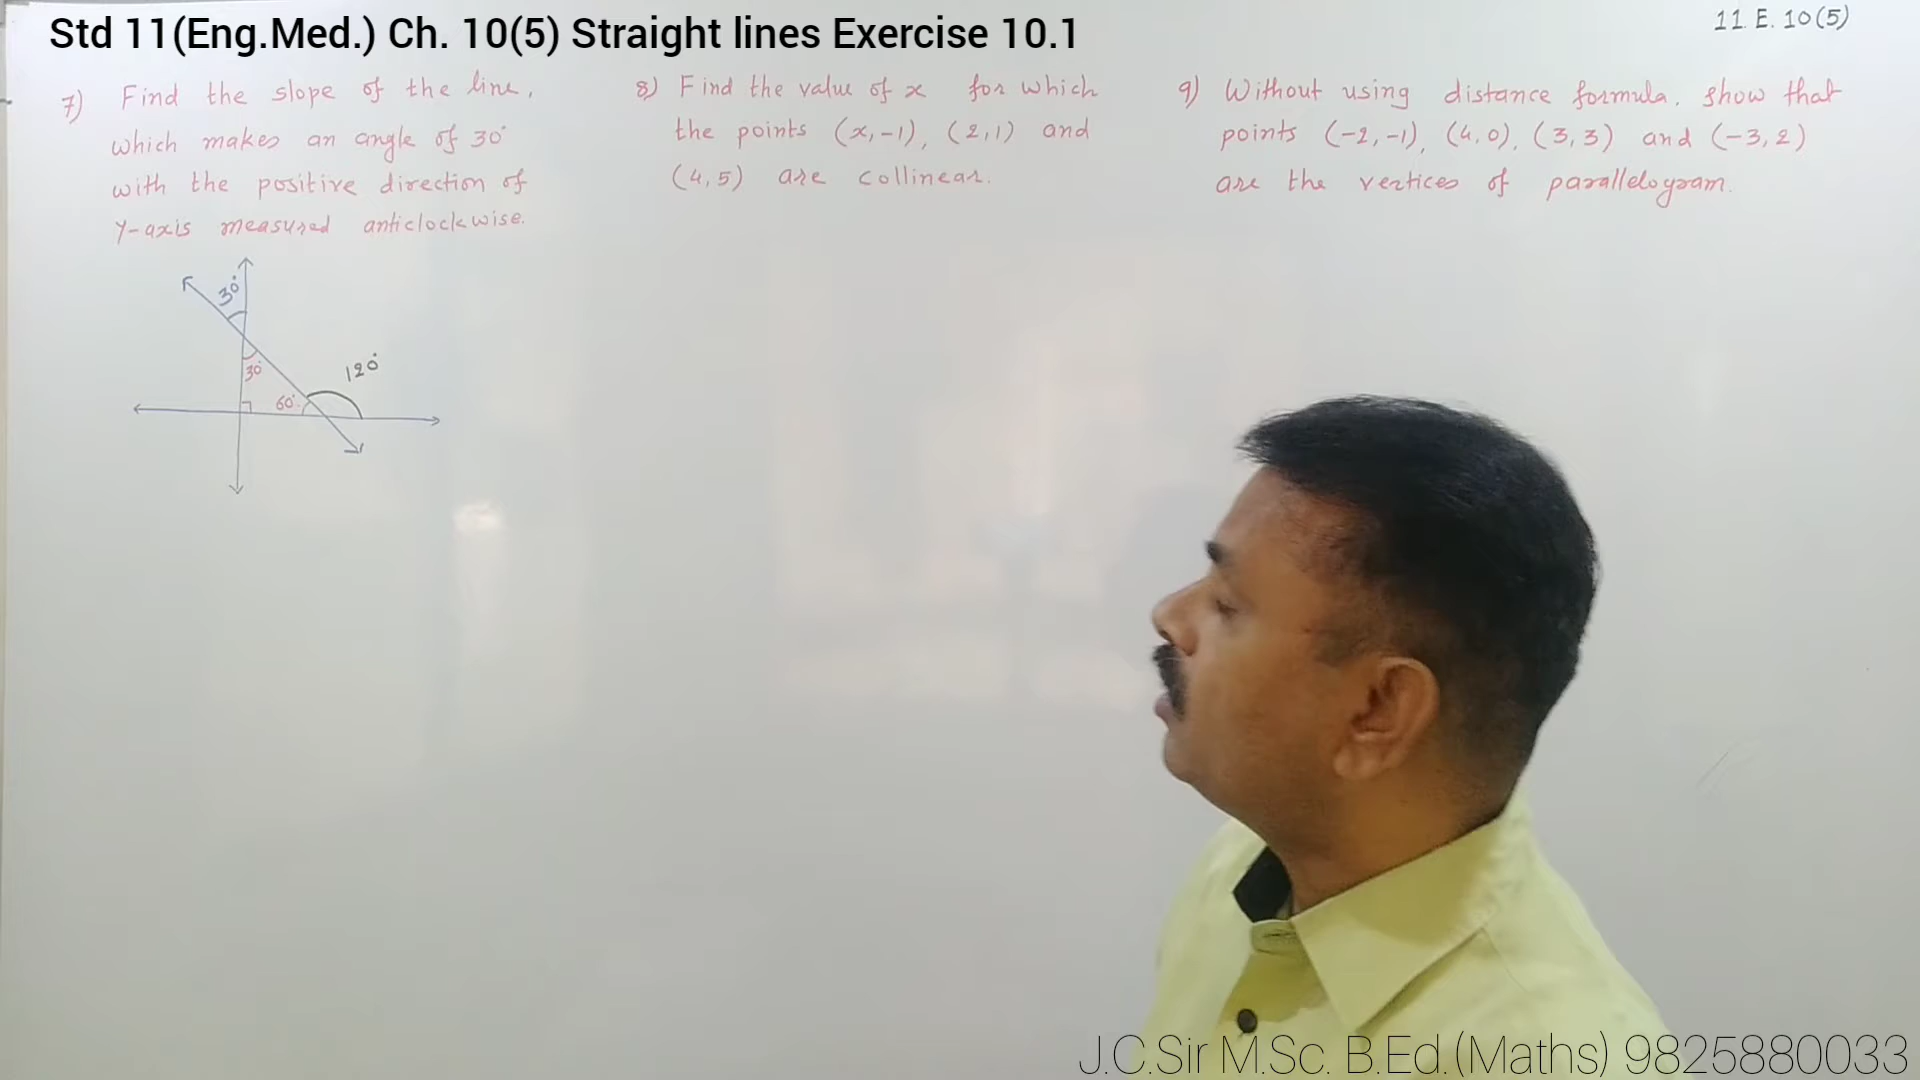 Std 11(Eng.Med.) Ch. 10(5) Straight lines Exercise 10.1
11. E. 10(5)
7) Find the slope of the line,
which makes an angle of 30°
with the positive direction of
Y-axis measured anticlockwise.
30°
30°
60°
120°
8) Find the value of x for which
the points (x,-1), (2,1) and
(4,5) are collinear.
9) Without using distance formula, show that
points (-2,-1), (4,0), (3,3) and (-3,2)
are the vertices of parallelogram.
J.C.Sir M.Sc. B.Ed.(Maths) 9825880033